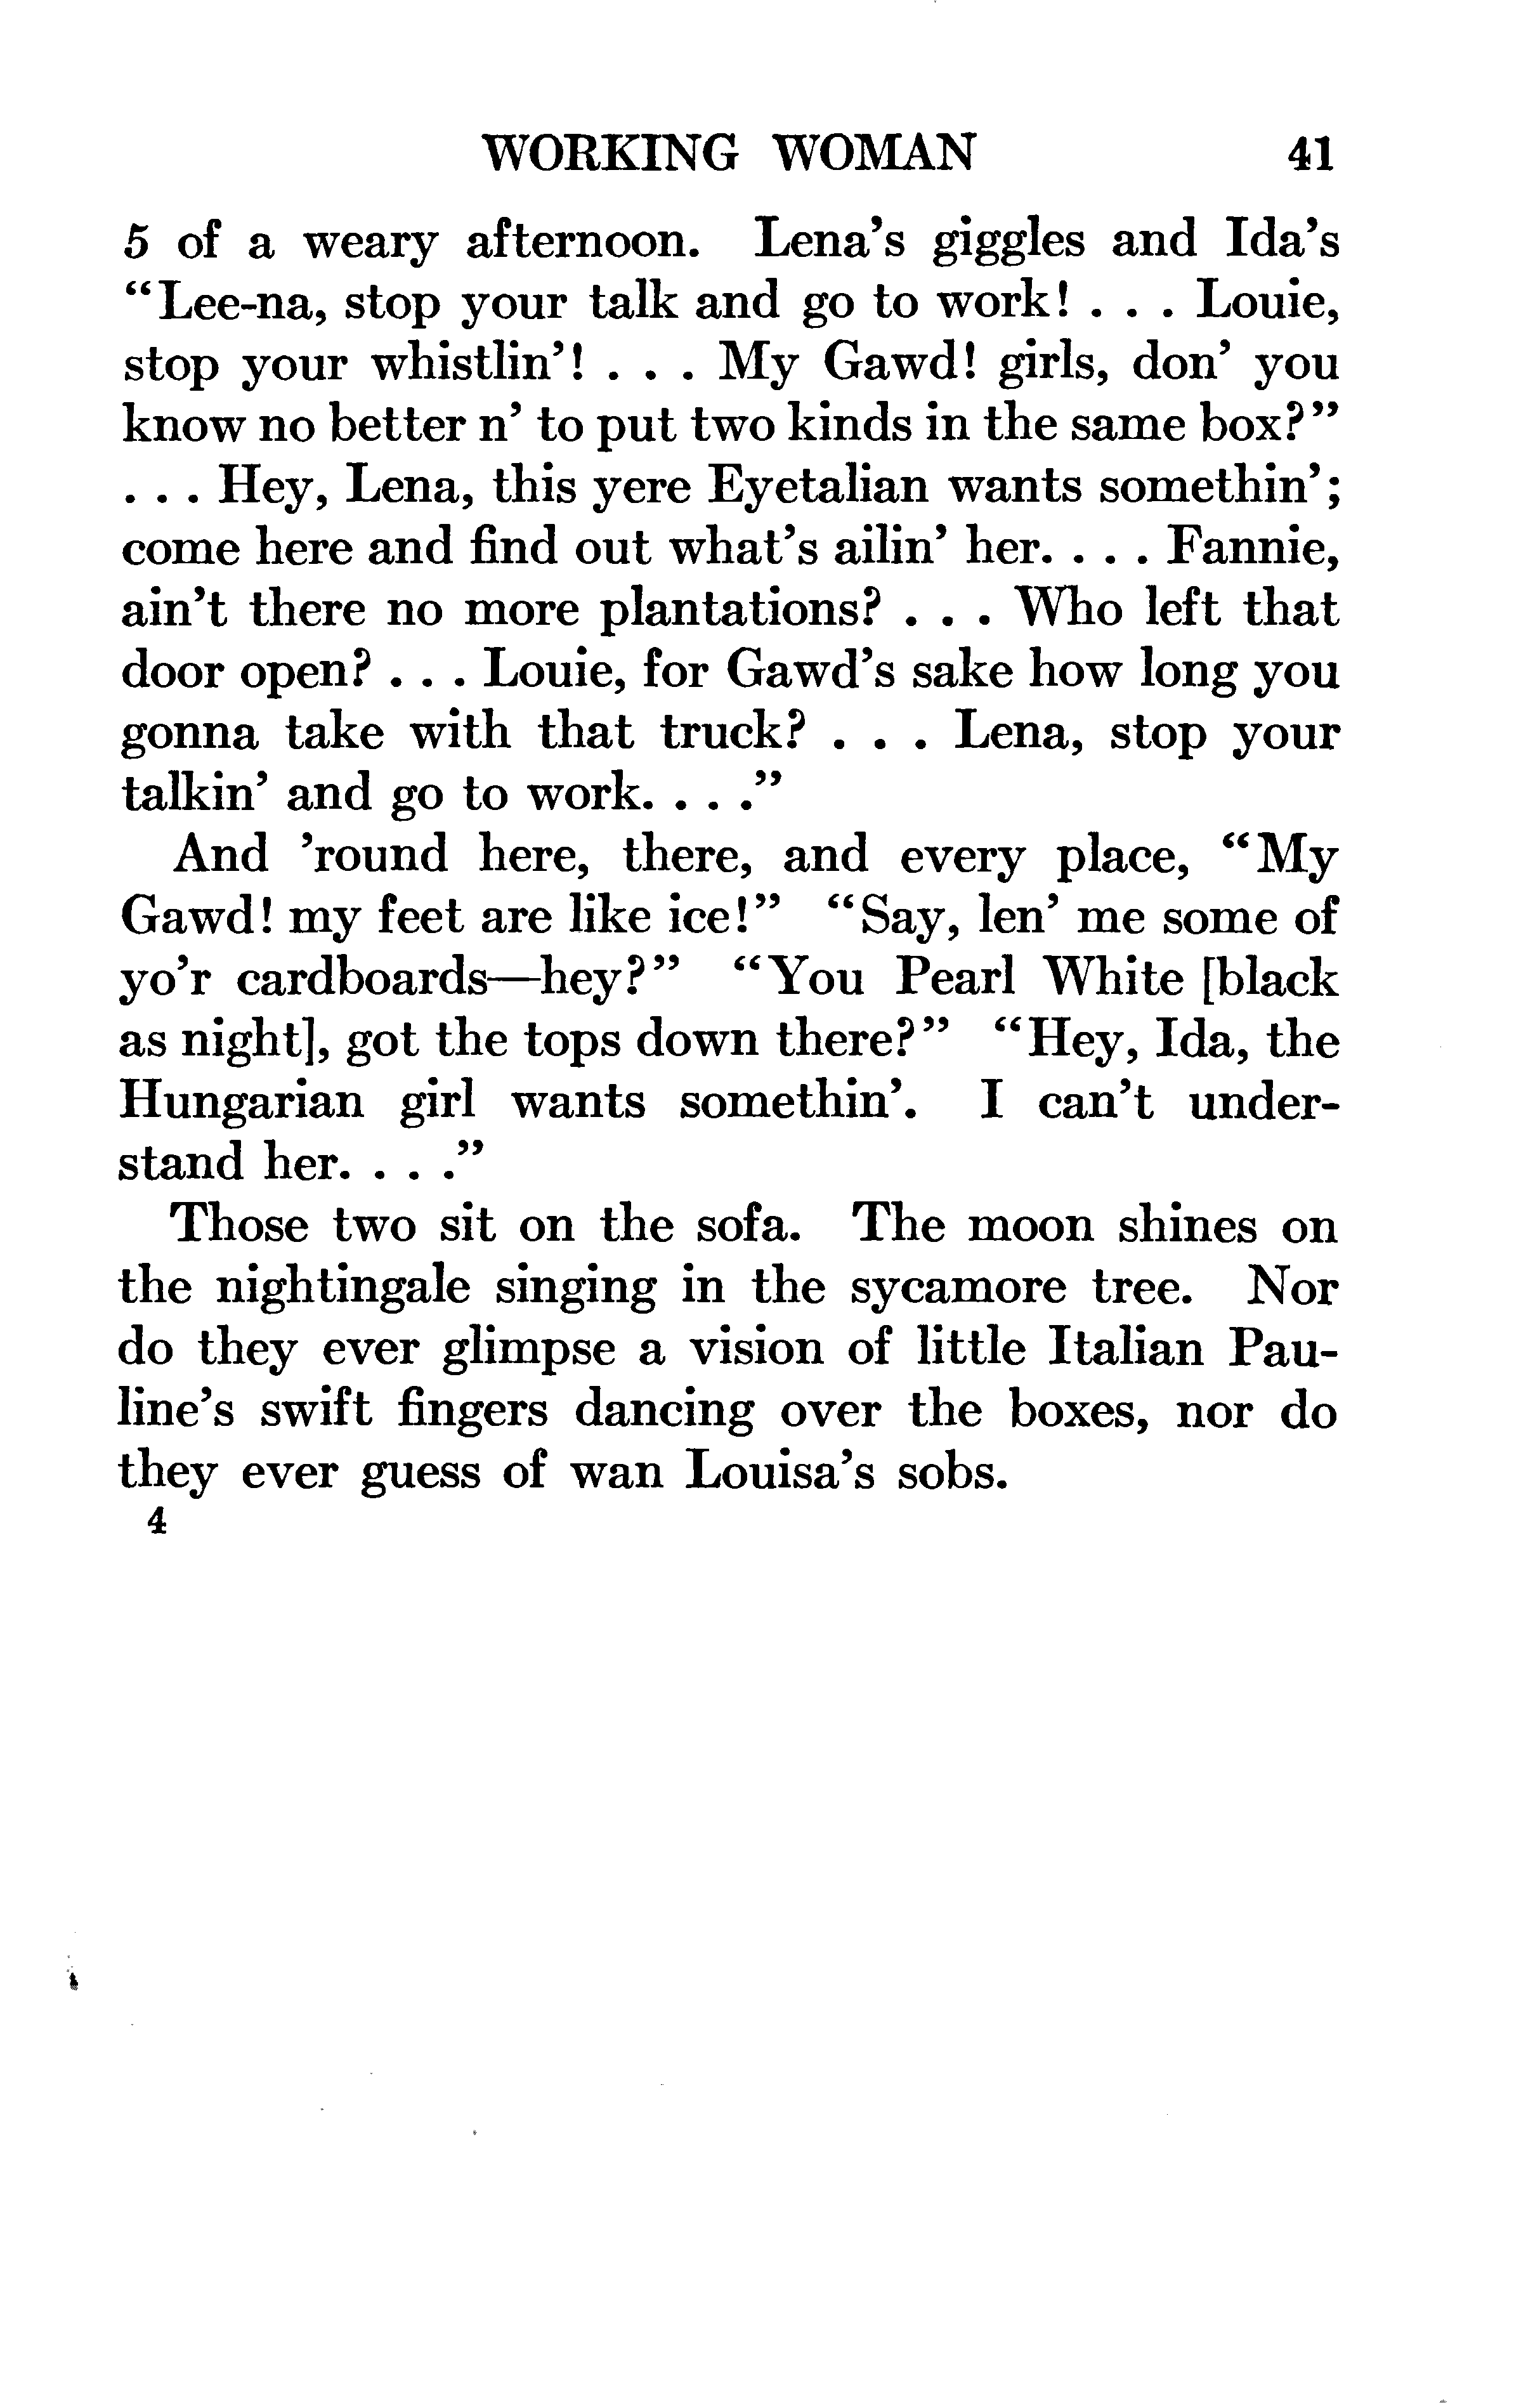 WORKING WOMAN 41
5 of a weary afternoon. Lena's giggles and Ida's
“Lee-na, stop your talk and go to work! . . . Louie,
stop your whistlin’! . . . My Gawd! girls, don’ you
know no better n’ to put two kinds in the same box?”
. . . Hey, Lena, this yere Eyetalian wants somethin’;
come here and find out what's ailin’ her. . . . Fannie,
ain't there no more plantations? . . . Who left that
door open? . . . Louie, for Gawd's sake how long you
gonna take with that truck? . . . Lena, stop your
talkin’ and go to work. . . .”
And ’round here, there, and every place, “My
Gawd! my feet are like ice!” “Say, len’ me some of
yo'r cardboards—hey?” “You Pearl White [black
as night], got the tops down there?” “Hey, Ida, the
Hungarian girl wants somethin’. I can't under-
stand her. . . .”
Those two sit on the sofa. The moon shines on
the nightingale singing in the sycamore tree. Nor
do they ever glimpse a vision of little Italian Pau-
line's swift fingers dancing over the boxes, nor do
they ever guess of wan Louisa's sobs.
4